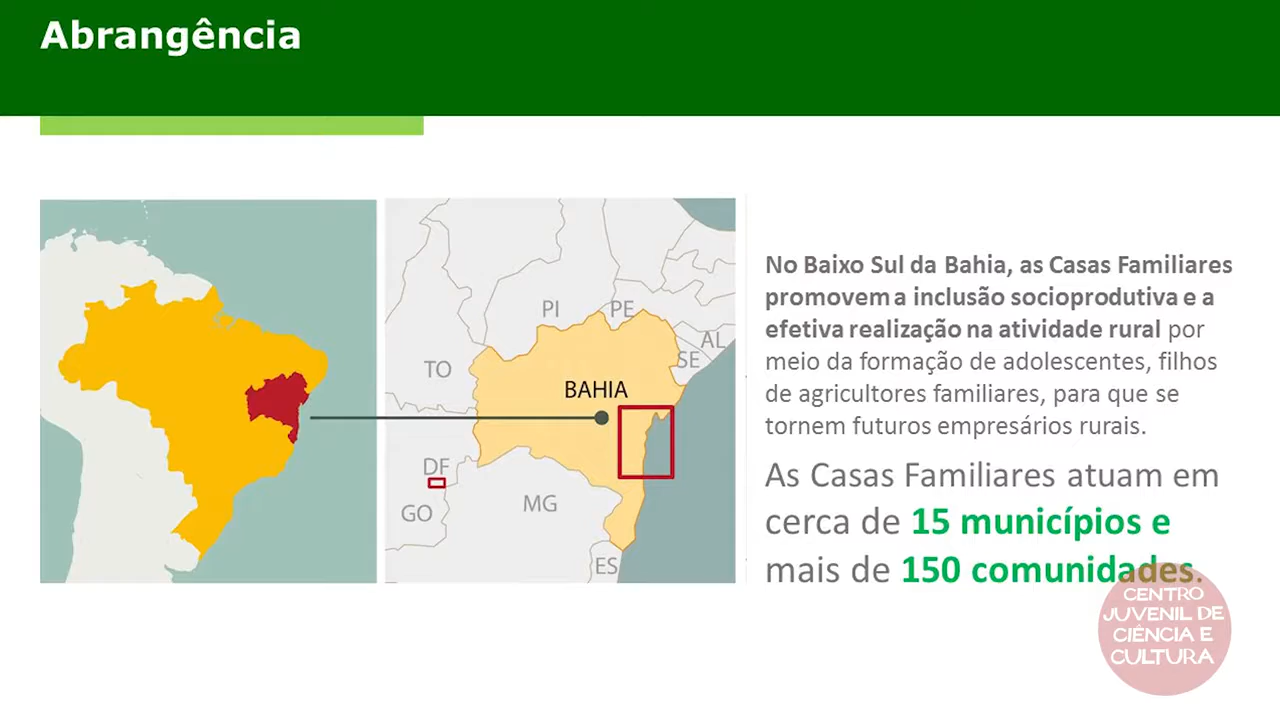 Abrangência
PI
PE
AL
SE
TO
BAHIA
DF
GO
MG
ES
No Baixo Sul da Bahia, as Casas Familiares
promovem a inclusão socioprodutiva e a
efetiva realização na atividade rural por
meio da formação de adolescentes, filhos
de agricultores familiares, para que se
tornem futuros empresários rurais.
As Casas Familiares atuam em
cerca de 15 municípios e
mais de 150 comunidades.
CENTRO
JUVENIL DE
CIÊNCIA E
CULTURA